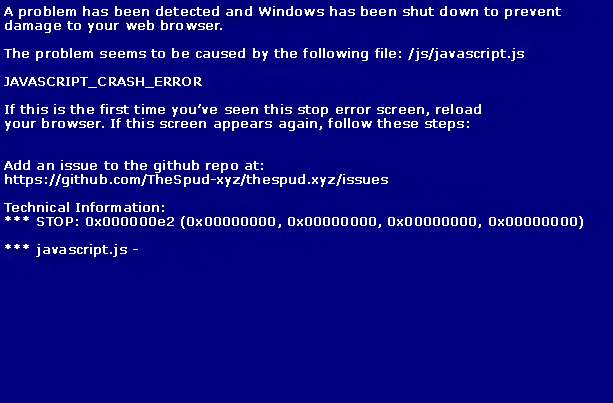 A problem has been detected and Windows has been shut down to prevent
damage to your web browser.
The problem seems to be caused by the following file: /js/javascript.js
JAVASCRIPT_CRASH_ERROR
If this is the first time you've seen this stop error screen, reload
your browser. If this screen appears again, follow these steps:
Add an issue to the github repo at:
https://github.com/TheSpud-xyz/thespud.xyz/issues
Technical Information:
*** STOP: 0x000000e2 (0x00000000, 0x00000000, 0x00000000, 0x00000000)
*** javascript.js -